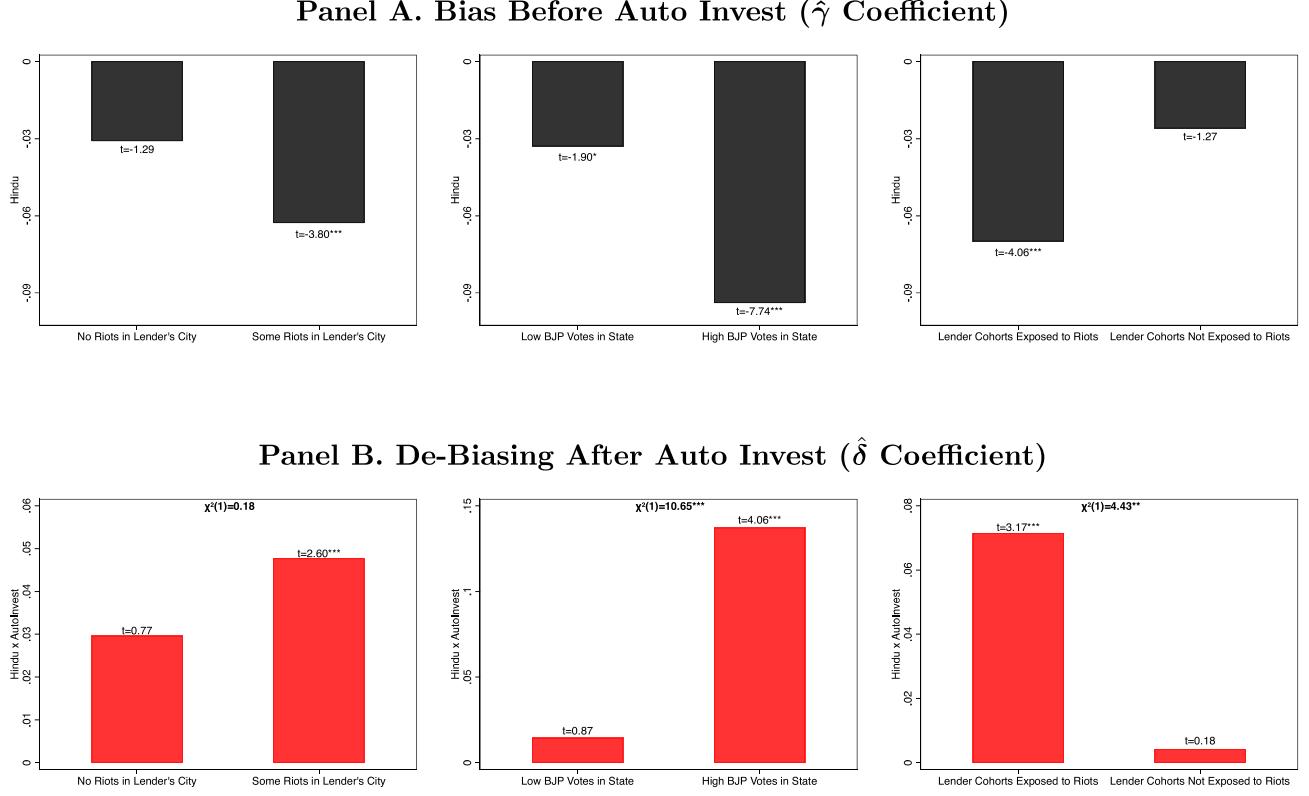 Panel A. Bias Before Auto Invest (γ̂ Coefficient)
Hindu
0
-.03
-.06
-.09
t=-1.29
t=-3.80***
No Riots in Lender's City
Some Riots in Lender's City
Hindu
0
-.03
-.06
-.09
t=-1.90*
t=-7.74***
Low BJP Votes in State
High BJP Votes in State
Hindu
0
-.03
-.06
-.09
t=-4.06***
t=-1.27
Lender Cohorts Exposed to Riots
Lender Cohorts Not Exposed to Riots
Panel B. De-Biasing After Auto Invest (δ̂ Coefficient)
Hindu x AutoInvest
.06
.05
.04
.03
.02
.01
0
χ²(1)=0.18
t=0.77
t=2.60***
No Riots in Lender's City
Some Riots in Lender's City
Hindu x AutoInvest
.15
.1
.05
0
χ²(1)=10.65***
t=0.87
t=4.06***
Low BJP Votes in State
High BJP Votes in State
Hindu x AutoInvest
.08
.06
.04
.02
0
χ²(1)=4.43**
t=3.17***
t=0.18
Lender Cohorts Exposed to Riots
Lender Cohorts Not Exposed to Riots